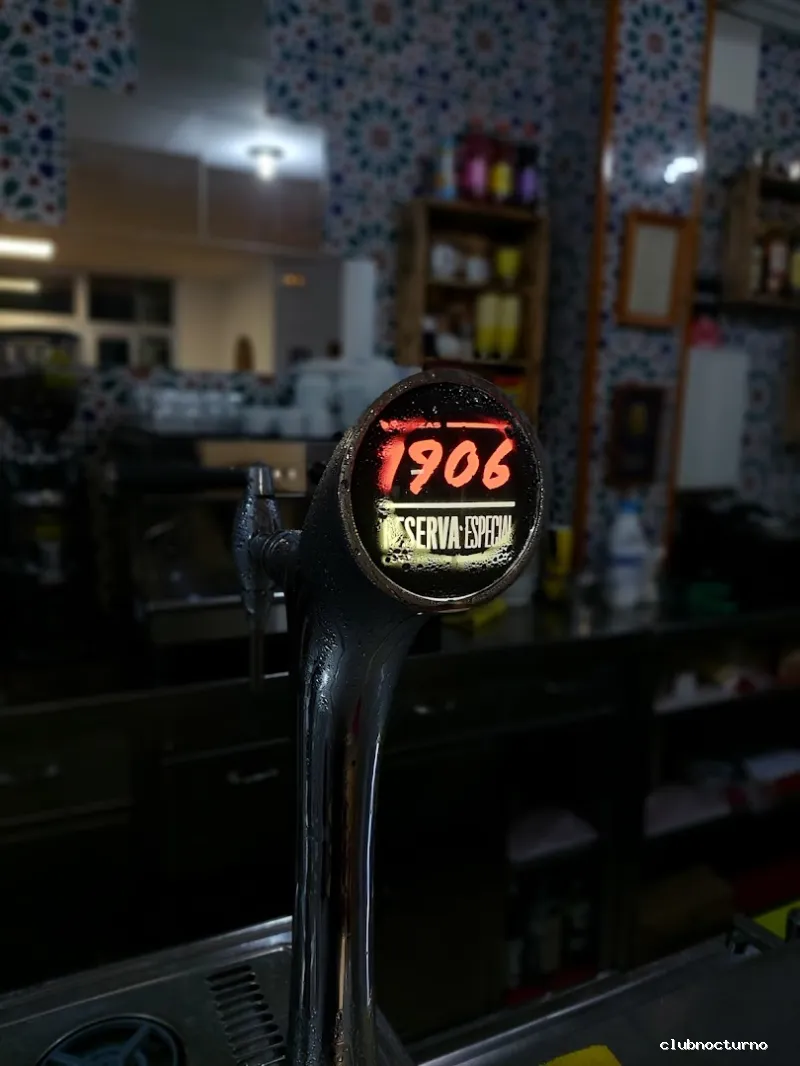 1906
RESERVA ESPECIAL
clubnocturno